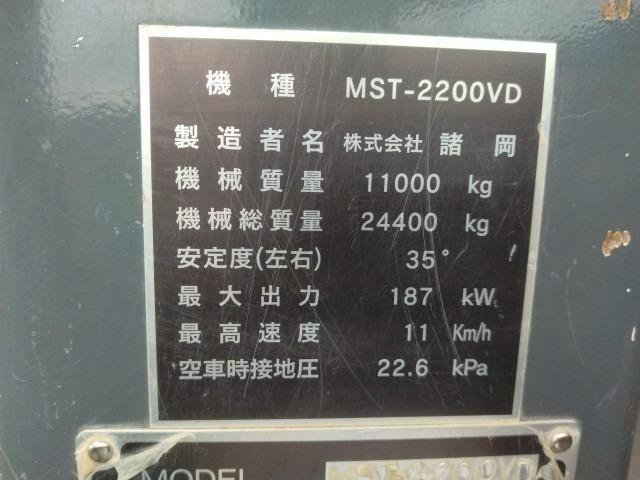 機種 MST-2200VD
製造者名 株式会社 諸岡
機械質量 11000 kg
機械総質量 24400 kg
安定度(左右) 35°
最大出力 187 kW
最高速度 11 Km/h
空車時接地圧 22.6 kPa
MODEL MST-2200VD